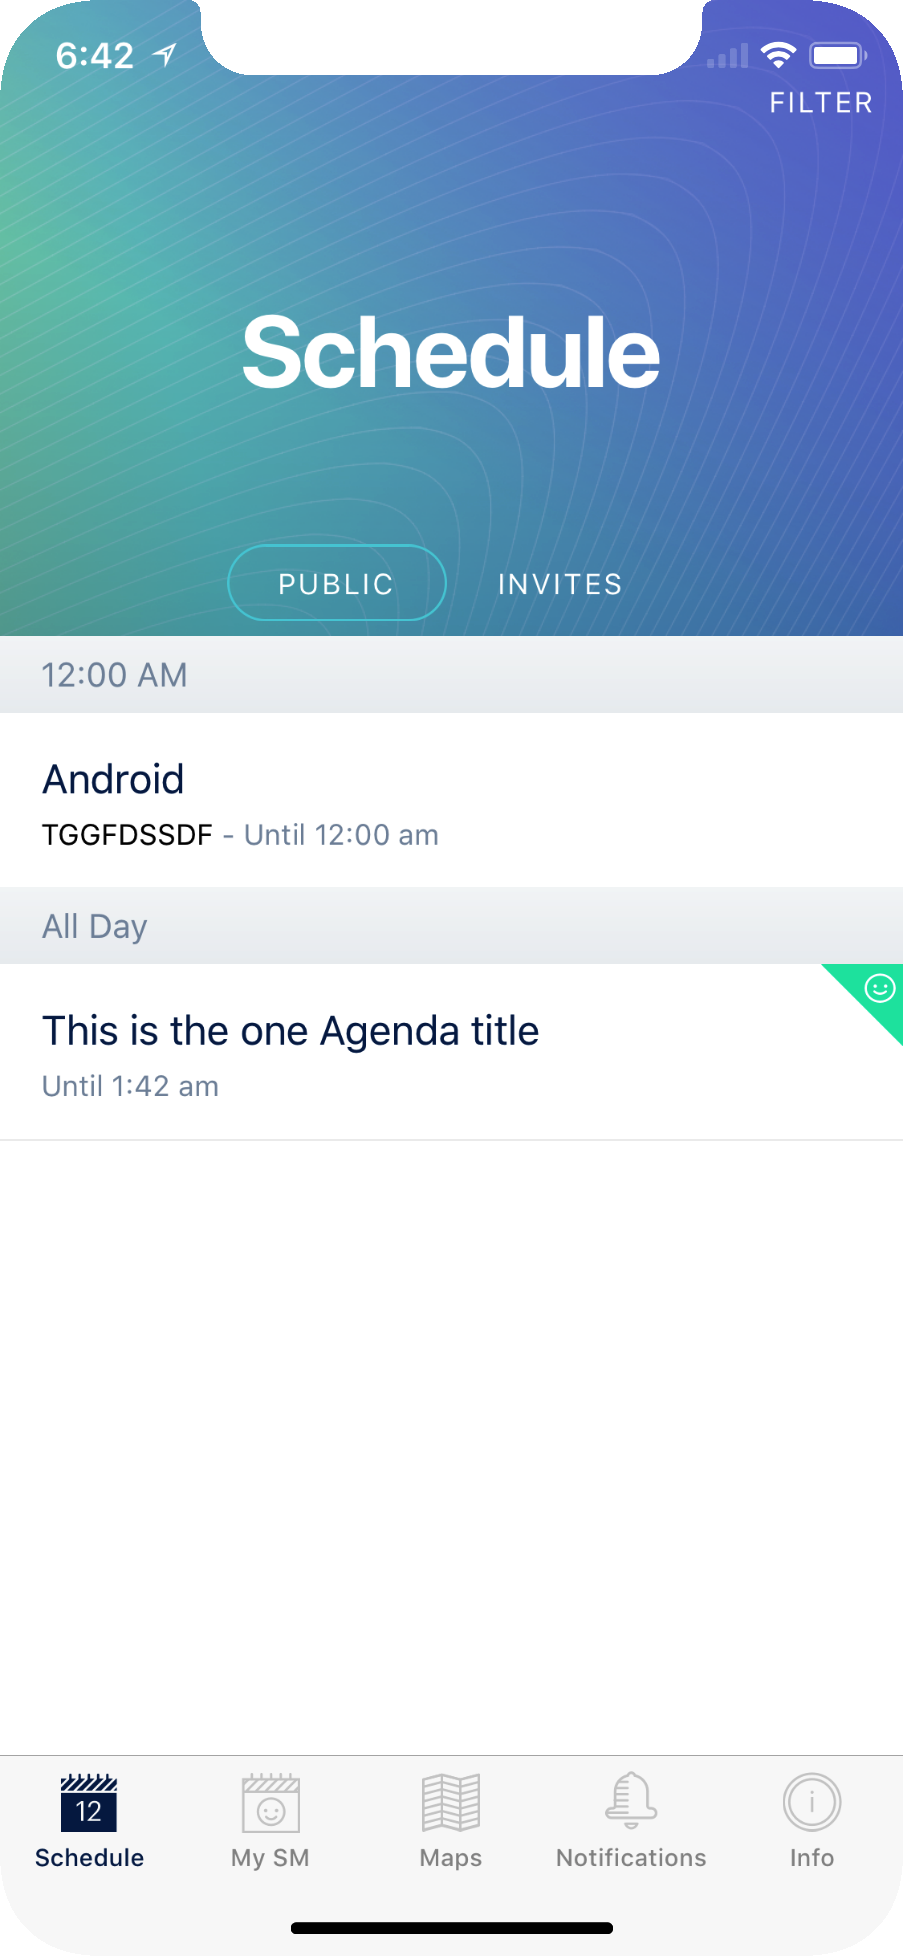 6:42
FILTER
Schedule
PUBLIC INVITES
12:00 AM
Android
TGGFDSSDF - Until 12:00 am
All Day
This is the one Agenda title
Until 1:42 am
12
Schedule My SM Maps Notifications Info